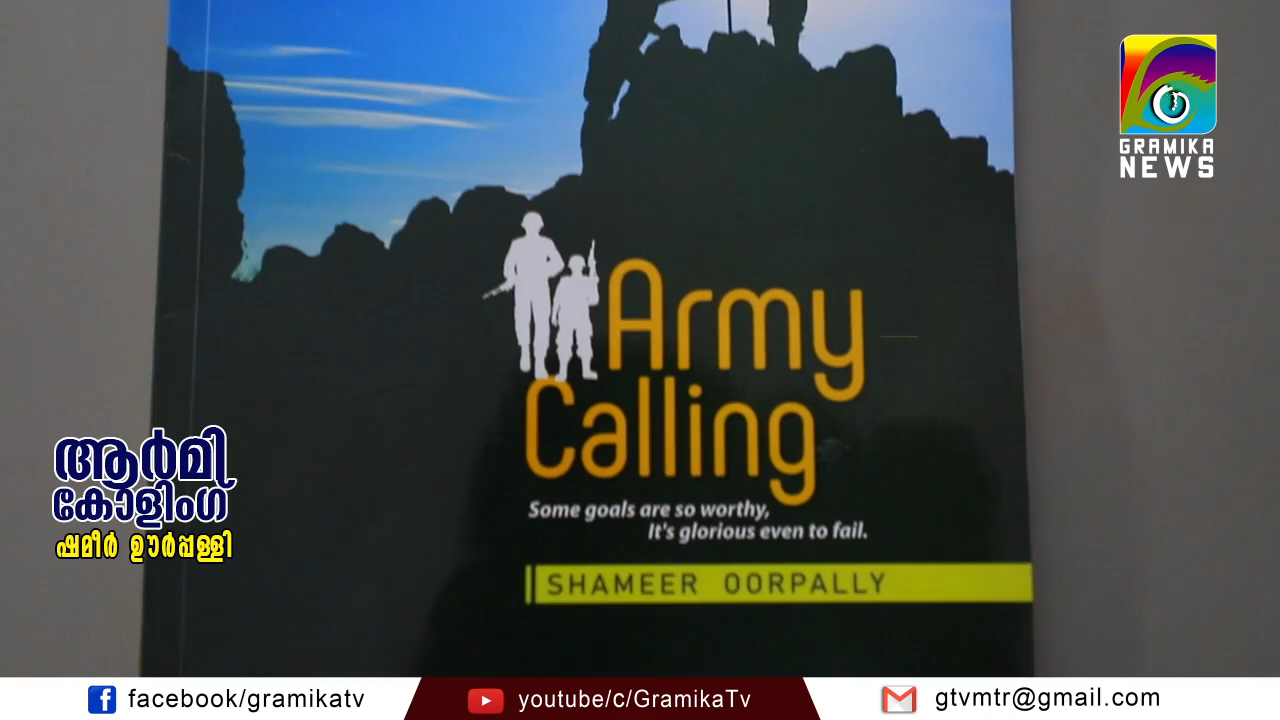 GRAMIKA
NEWS
Army
Calling
Some goals are so worthy,
It's glorious even to fail.
SHAMEER OORPALLY
ആർമി
കോളിംഗ്
ഷമീർ ഊർപ്പള്ളി
facebook/gramikatv
youtube/c/GramikaTv
gtvmtr@gmail.com